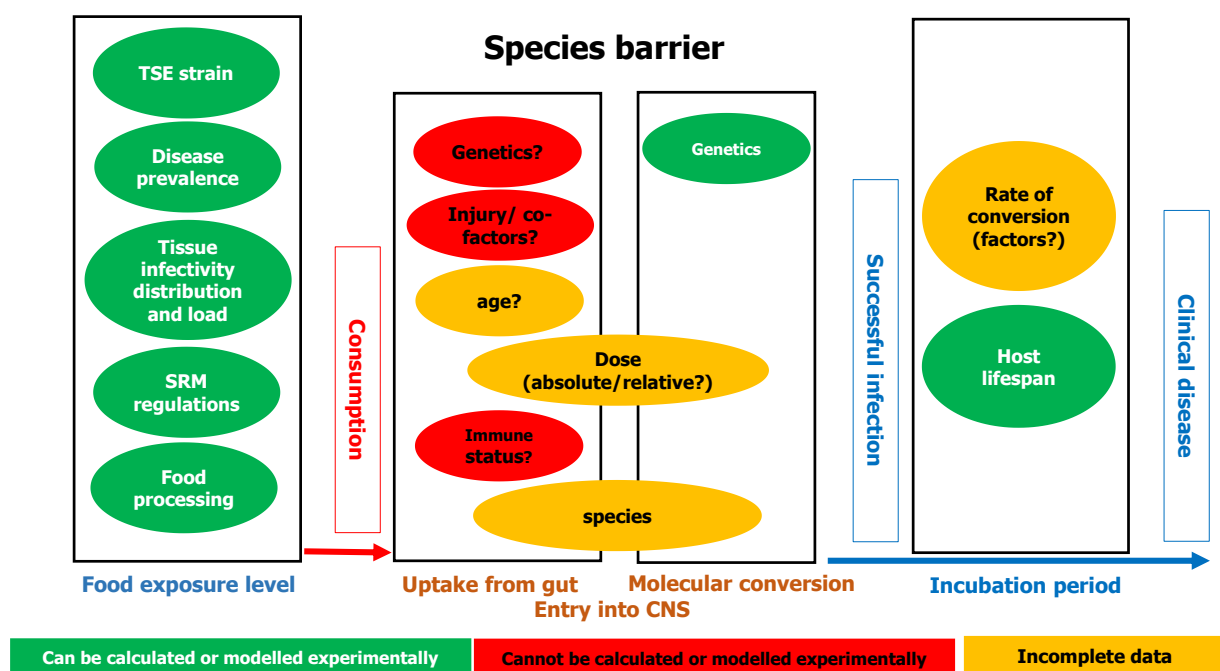 Species barrier
TSE strain
Disease
prevalence
Tissue
infectivity
distribution
and load
SRM
regulations
Food
processing
Food exposure level
Consumption
Genetics?
Injury/ co-
factors?
age?
Dose
(absolute/relative?)
Immune
status?
species
Uptake from gut
Entry into CNS
Genetics
Molecular conversion
Successful infection
Rate of
conversion
(factors?)
Host
lifespan
Incubation period
Clinical disease
Can be calculated or modelled experimentally
Cannot be calculated or modelled experimentally
Incomplete data